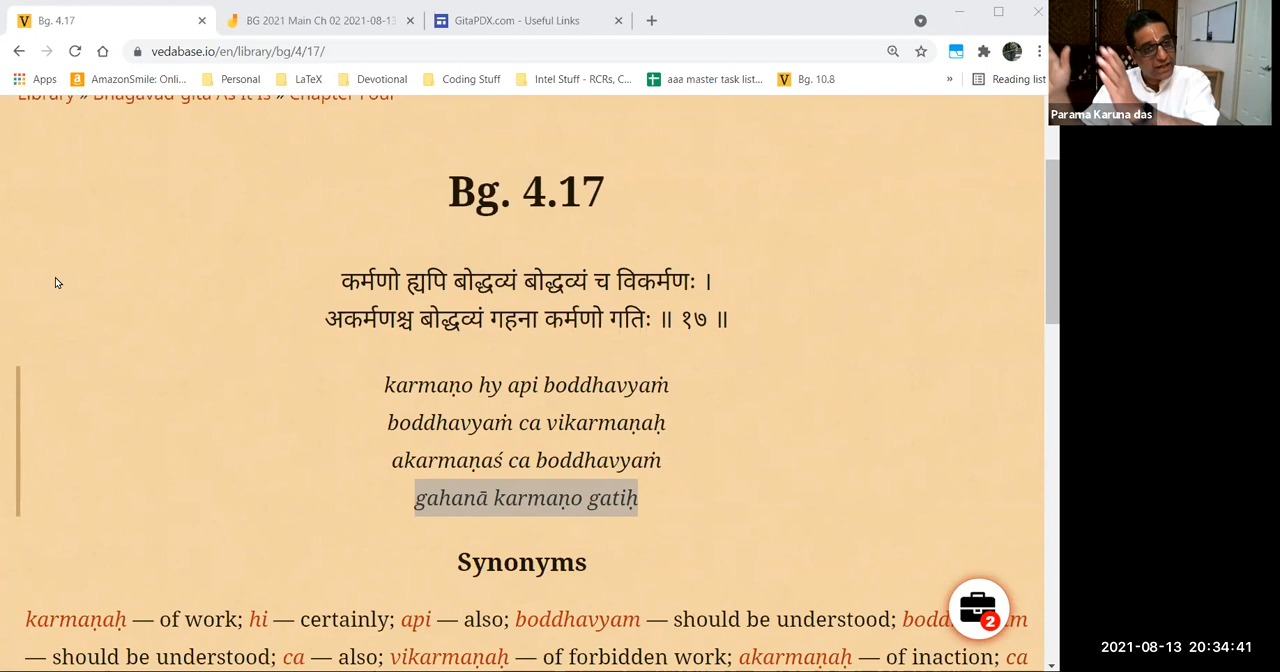 Bg. 4.17
BG 2021 Main Ch 02 2021-08-13
GitaPDX.com - Useful Links
vedabase.io/en/library/bg/4/17/
Apps
AmazonSmile: Onli...
Personal
LaTeX
Devotional
Coding Stuff
Intel Stuff - RCRs, C...
aaa master task list...
Bg. 10.8
»
Reading list
Parama Karuna das
Library » Bhagavad-gītā As It Is » Chapter Four
Bg. 4.17
कर्मणो ह्यपि बोद्धव्यं बोद्धव्यं च विकर्मणः ।
अकर्मणश्च बोद्धव्यं गहना कर्मणो गतिः ॥ १७ ॥
karmaṇo hy api boddhavyaṁ
boddhavyaṁ ca vikarmaṇaḥ
akarmaṇaś ca boddhavyaṁ
gahanā karmaṇo gatiḥ
Synonyms
karmaṇaḥ — of work; hi — certainly; api — also; boddhavyam — should be understood;
— should be understood; ca — also; vikarmaṇaḥ — of forbidden work; akarmaṇaḥ — of inaction; ca
2
2021-08-13 20:34:41